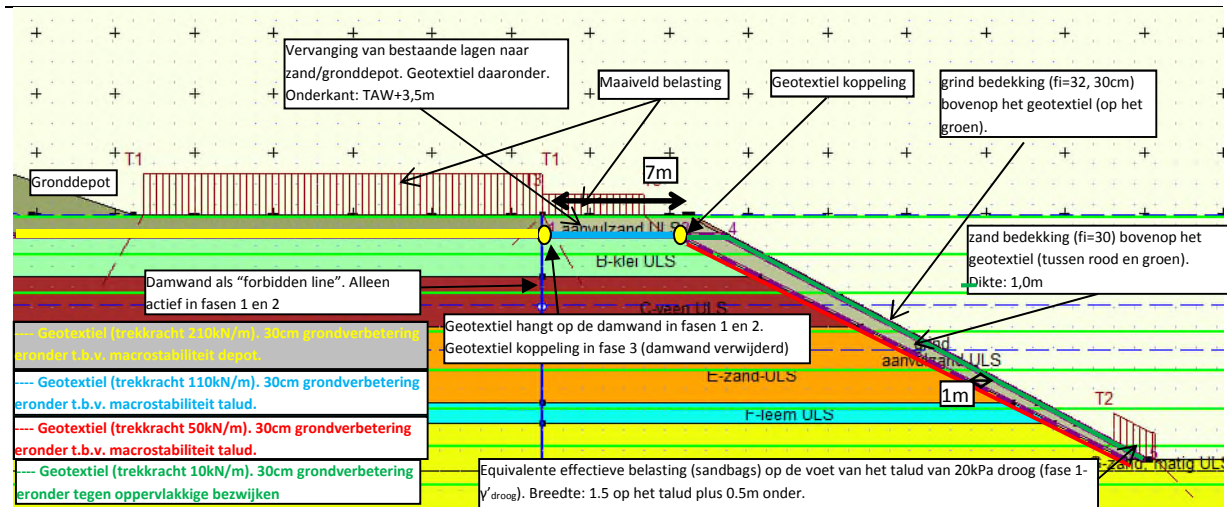 Vervanging van bestaande lagen naar
zand/gronddepot. Geotextiel daaronder.
Onderkant: TAW+3,5m
Maaiveld belasting
Geotextiel koppeling
grind bedekking (fi=32, 30cm)
bovenop het geotextiel (op het
groen).
T1
T1
Gronddepot
7m
3
4
aanvulzand ULS
zand bedekking (fi=30) bovenop het
geotextiel (tussen rood en groen).
Dikte: 1,0m
B-klei ULS
Damwand als “forbidden line”. Alleen
actief in fasen 1 en 2
C-veen ULS
Geotextiel hangt op de damwand in fasen 1 en 2.
Geotextiel koppeling in fase 3 (damwand verwijderd)
---- Geotextiel (trekkracht 210kN/m). 30cm grondverbetering
eronder t.b.v. macrostabiliteit depot.
aanvulzand ULS
E-zand-ULS
1m
---- Geotextiel (trekkracht 110kN/m). 30cm grondverbetering
eronder t.b.v. macrostabiliteit talud.
T2
F-leem ULS
---- Geotextiel (trekkracht 50kN/m). 30cm grondverbetering
eronder t.b.v. macrostabiliteit talud.
---- Geotextiel (trekkracht 10kN/m). 30cm grondverbetering
eronder tegen oppervlakkige bezwijken
Equivalente effectieve belasting (sandbags) op de voet van het talud van 20kPa droog (fase 1-
γ’droog). Breedte: 1.5 op het talud plus 0.5m onder.
zand, matig ULS